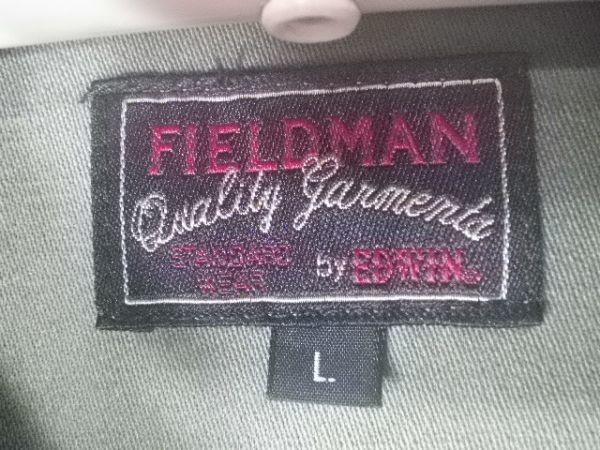 FIELDMAN
Quality Garments
STANDARD
WEAR
by EDWIN
L.